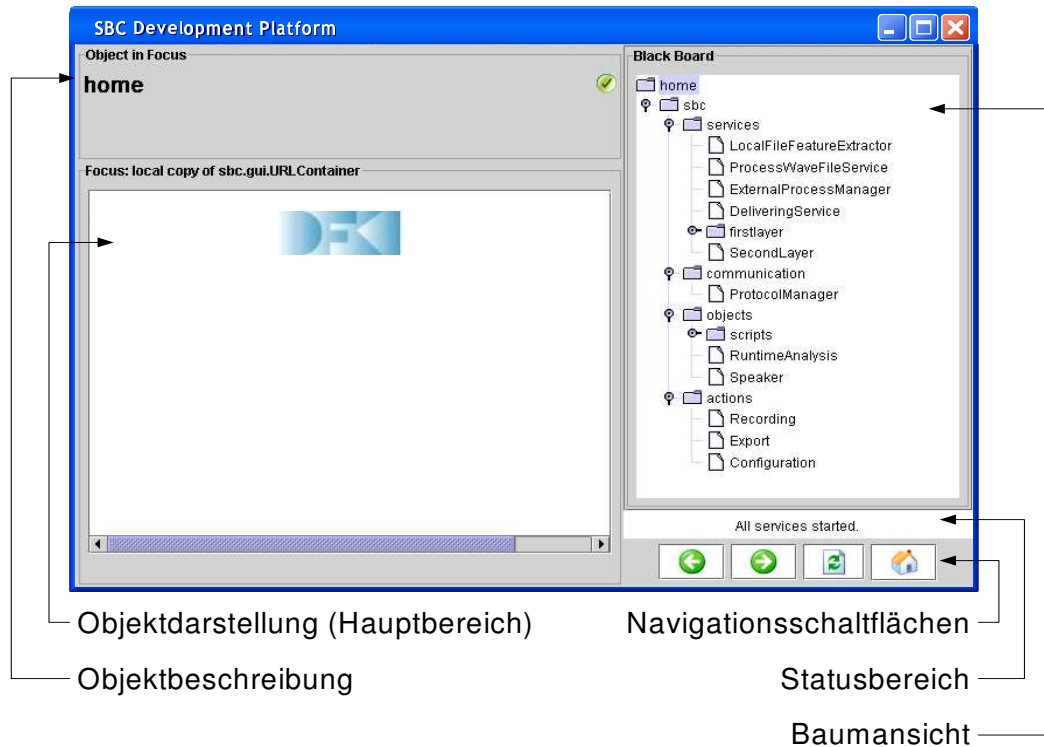 SBC Development Platform
Object in Focus
home
Focus: local copy of sbc.gui.URLContainer
DFKI
Black Board
home
sbc
services
LocalFileFeatureExtractor
ProcessWaveFileService
ExternalProcessManager
DeliveringService
firstlayer
SecondLayer
communication
ProtocolManager
objects
scripts
RuntimeAnalysis
Speaker
actions
Recording
Export
Configuration
All services started.
Objektdarstellung (Hauptbereich)
Navigationsschaltflächen
Objektbeschreibung
Statusbereich
Baumansicht